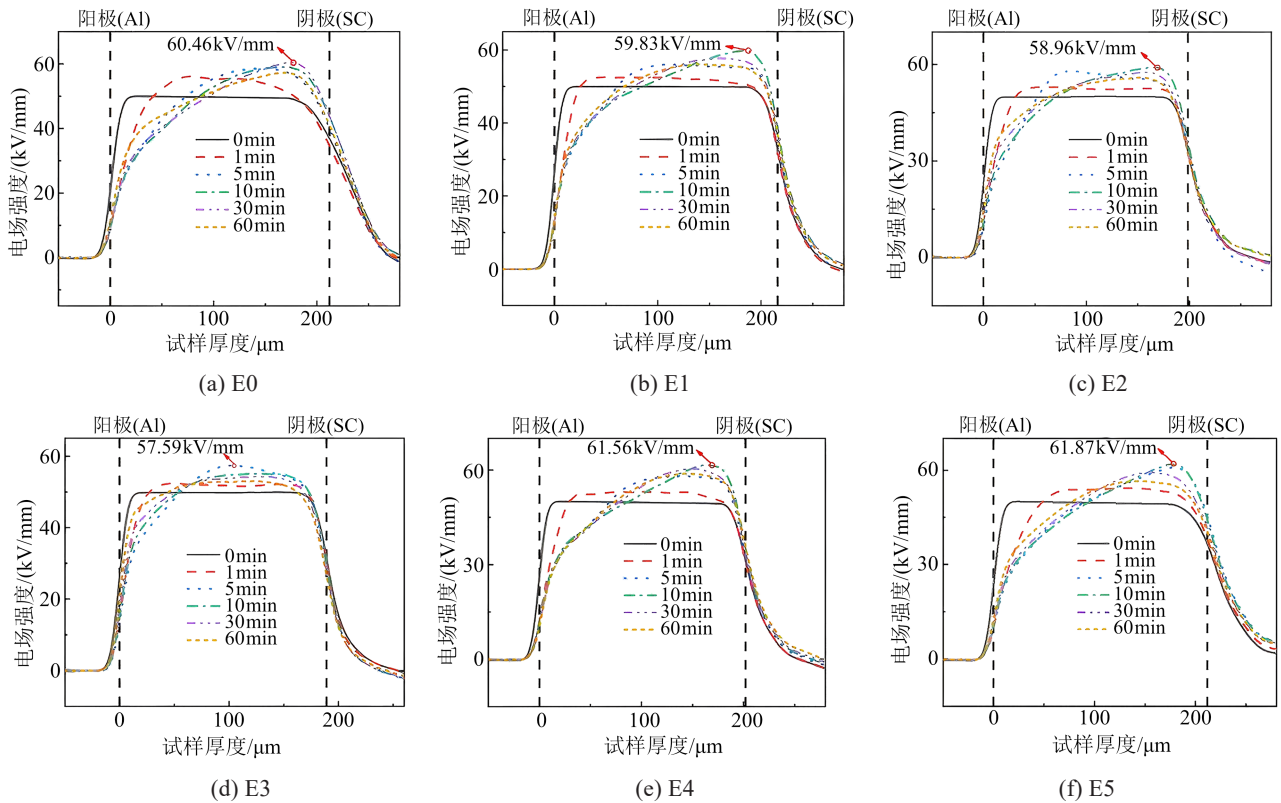 阳极(Al)
阴极(SC)
60.46kV/mm
电场强度/(kV/mm)
60
40
20
0
0min
1min
5min
10min
30min
60min
0
100
200
试样厚度/μm
(a) E0
阳极(Al)
阴极(SC)
59.83kV/mm
电场强度/(kV/mm)
60
40
20
0
0min
1min
5min
10min
30min
60min
0
100
200
试样厚度/μm
(b) E1
阳极(Al)
阴极(SC)
58.96kV/mm
电场强度/(kV/mm)
60
30
0
0min
1min
5min
10min
30min
60min
0
100
200
试样厚度/μm
(c) E2
阳极(Al)
阴极(SC)
57.59kV/mm
电场强度/(kV/mm)
60
40
20
0
0min
1min
5min
10min
30min
60min
0
100
200
试样厚度/μm
(d) E3
阳极(Al)
阴极(SC)
61.56kV/mm
电场强度/(kV/mm)
60
40
20
0
0min
1min
5min
10min
30min
60min
0
100
200
试样厚度/μm
(e) E4
阳极(Al)
阴极(SC)
61.87kV/mm
电场强度/(kV/mm)
60
30
0
0min
1min
5min
10min
30min
60min
0
100
200
试样厚度/μm
(f) E5